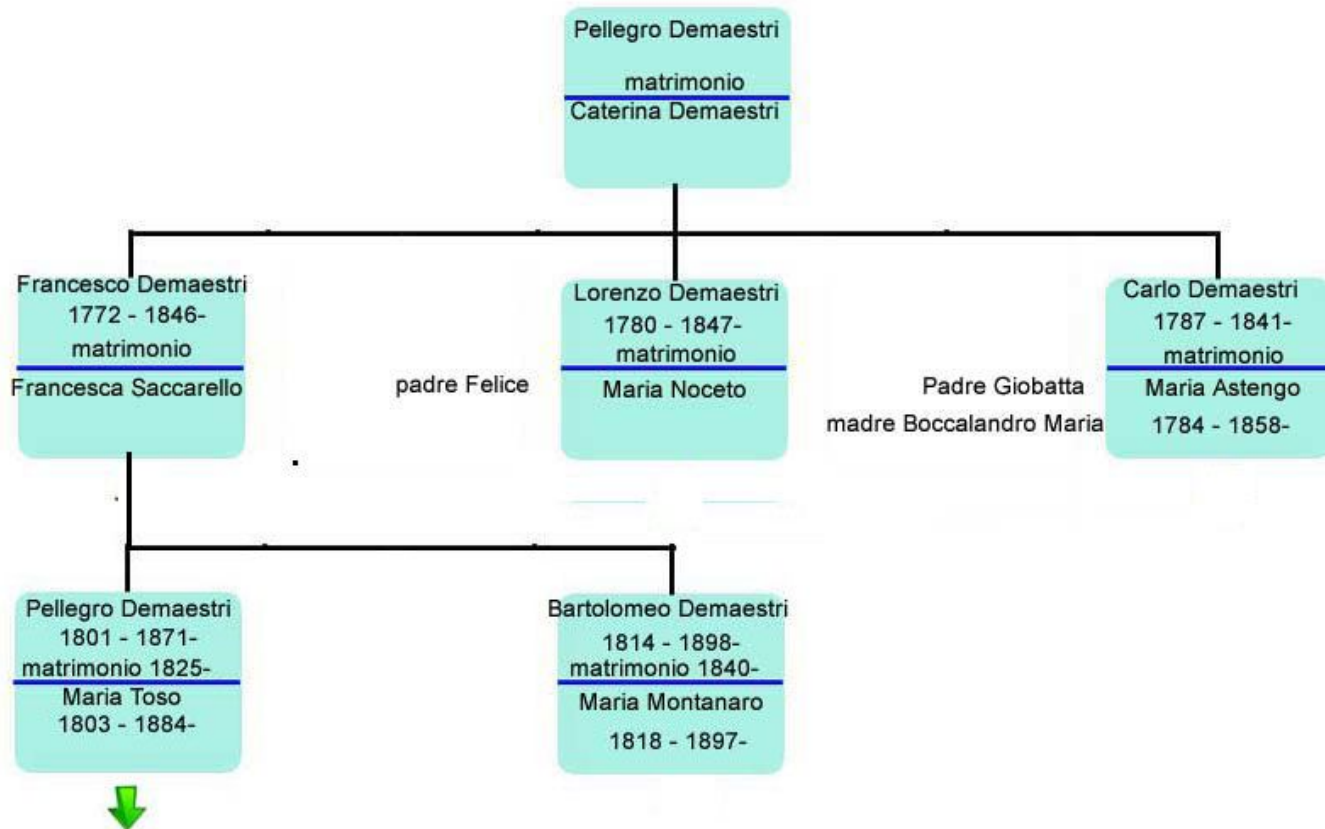 Pellegro Demaestri
matrimonio
Caterina Demaestri
Francesco Demaestri
1772 - 1846-
matrimonio
Francesca Saccarello
padre Felice
Lorenzo Demaestri
1780 - 1847-
matrimonio
Maria Noceto
Padre Giobatta
madre Boccalandro Maria
Carlo Demaestri
1787 - 1841-
matrimonio
Maria Astengo
1784 - 1858-
Pellegro Demaestri
1801 - 1871-
matrimonio 1825-
Maria Toso
1803 - 1884-
Bartolomeo Demaestri
1814 - 1898-
matrimonio 1840-
Maria Montanaro
1818 - 1897-